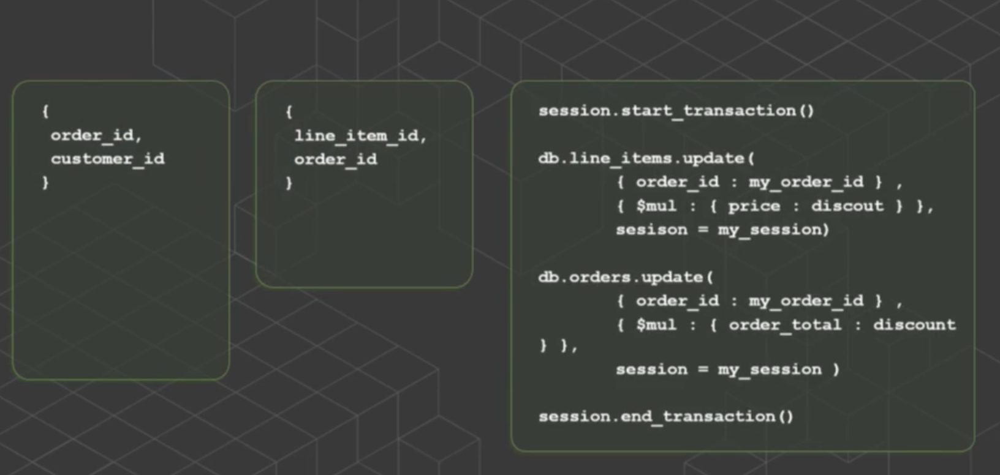 {
order_id,
customer_id
}
{
line_item_id,
order_id
}
session.start_transaction()
db.line_items.update(
{ order_id : my_order_id } ,
{ $mul : { price : discout } },
sesison = my_session)
db.orders.update(
{ order_id : my_order_id } ,
{ $mul : { order_total : discount
} },
session = my_session )
session.end_transaction()